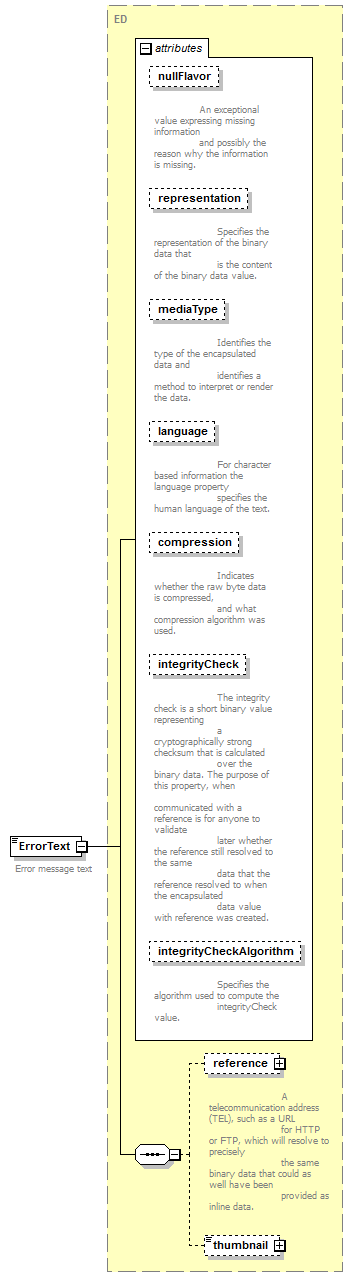 ED
attributes
nullFlavor
An exceptional
value expressing missing
information
and possibly the
reason why the information
is missing.
representation
Specifies the
representation of the binary
data that
is the content
of the binary data value.
mediaType
Identifies the
type of the encapsulated
data and
identifies a
method to interpret or render
the data.
language
For character
based information the
language property
specifies the
human language of the text.
compression
Indicates
whether the raw byte data
is compressed,
and what
compression algorithm was
used.
integrityCheck
The integrity
check is a short binary value
representing
a
cryptographically strong
checksum that is calculated
over the
binary data. The purpose of
this property, when
communicated with a
reference is for anyone to
validate
later whether
the reference still resolved to
the same
data that the
reference resolved to when
the encapsulated
data value
with reference was created.
ErrorText
Error message text
integrityCheckAlgorithm
Specifies the
algorithm used to compute the
integrityCheck
value.
reference
A
telecommunication address
(TEL), such as a URL
for HTTP
or FTP, which will resolve to
precisely
the same
binary data that could as
well have been
provided as
inline data.
thumbnail